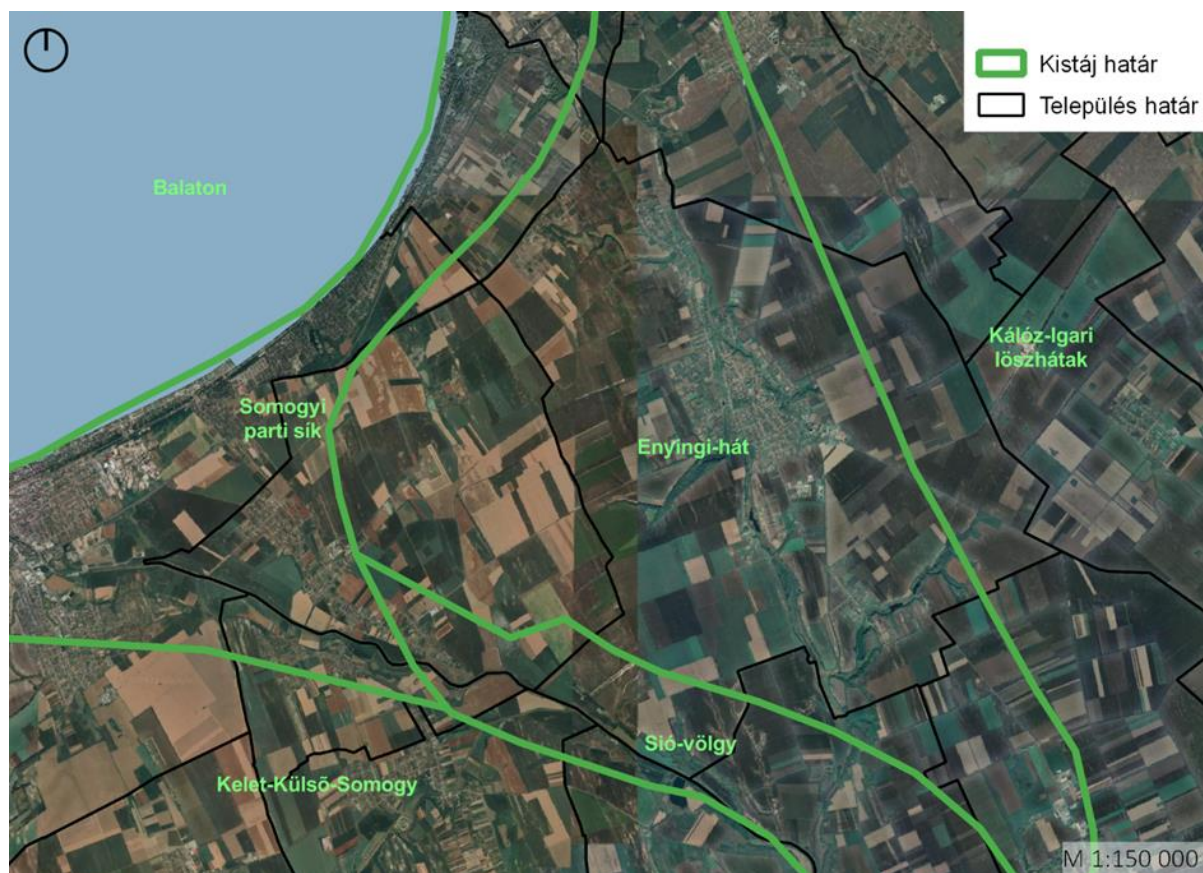 Kistáj határ
Település határ
Balaton
Kálóz-Igari
löszhátak
Somogyi
parti sík
Enyingi-hát
Sió-völgy
Kelet-Külsõ-Somogy
M 1:150 000